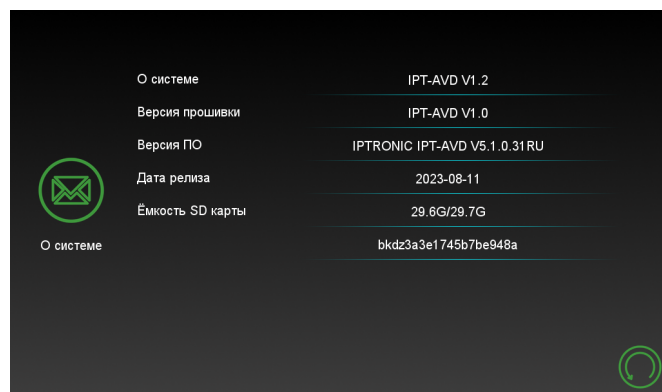 О системе IPT-AVD V1.2
Версия прошивки IPT-AVD V1.0
Версия ПО IPTRONIC IPT-AVD V5.1.0.31RU
Дата релиза 2023-08-11
Ёмкость SD карты 29.6G/29.7G
О системе bkdz3a3e1745b7be948a